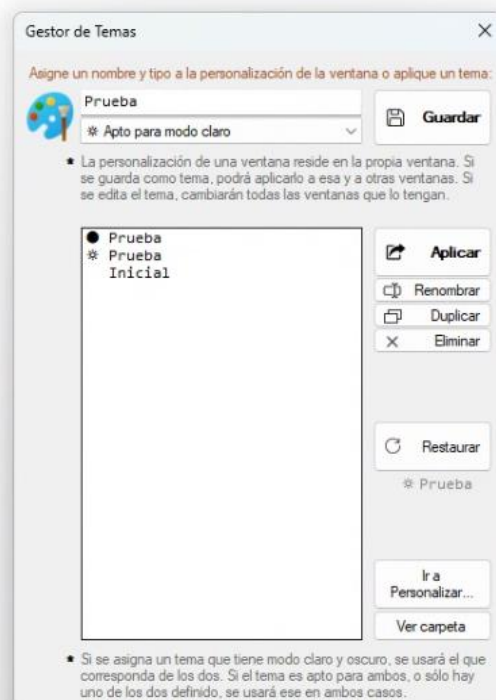 Gestor de Temas
Asigne un nombre y tipo a la personalización de la ventana o aplique un tema:
Prueba
☼ Apto para modo claro
Guardar
* La personalización de una ventana reside en la propia ventana. Si
se guarda como tema, podrá aplicarlo a esa y a otras ventanas. Si
se edita el tema, cambiarán todas las ventanas que lo tengan.
● Prueba
☼ Prueba
Inicial
Aplicar
Renombrar
Duplicar
Eliminar
Restaurar
☼ Prueba
Ir a
Personalizar...
Ver carpeta
* Si se asigna un tema que tiene modo claro y oscuro, se usará el que
corresponda de los dos. Si el tema es apto para ambos, o sólo hay
uno de los dos definido, se usará ese en ambos casos.